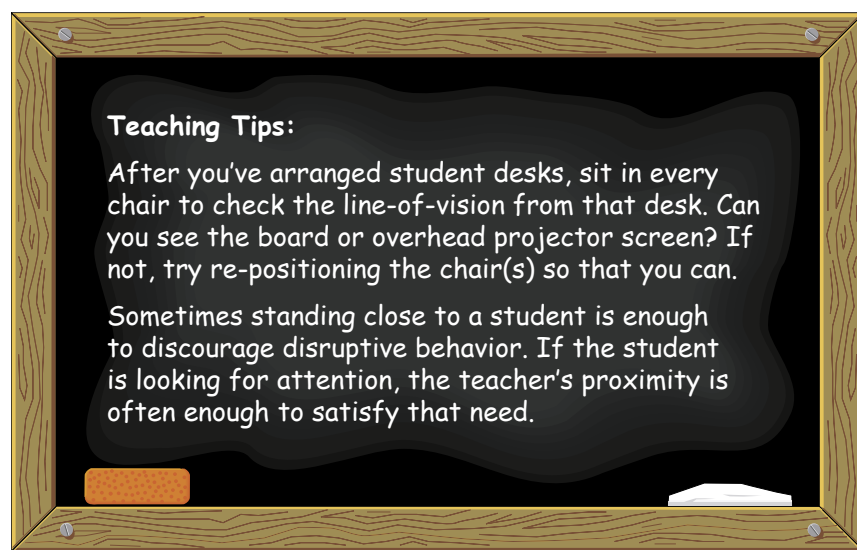 Teaching Tips:
After you’ve arranged student desks, sit in every
chair to check the line-of-vision from that desk. Can
you see the board or overhead projector screen? If
not, try re-positioning the chair(s) so that you can.
Sometimes standing close to a student is enough
to discourage disruptive behavior. If the student
is looking for attention, the teacher’s proximity is
often enough to satisfy that need.